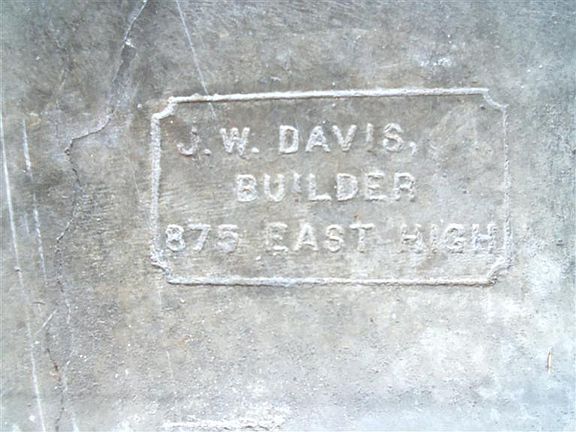 J. W. DAVIS,
BUILDER
875 EAST HIGH